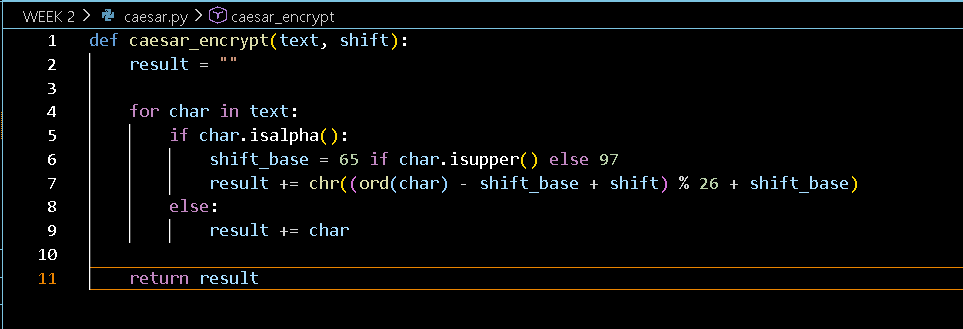 WEEK 2 > caesar.py > caesar_encrypt
1 def caesar_encrypt(text, shift):
2     result = ""
3
4     for char in text:
5         if char.isalpha():
6             shift_base = 65 if char.isupper() else 97
7             result += chr((ord(char) - shift_base + shift) % 26 + shift_base)
8         else:
9             result += char
10
11     return result